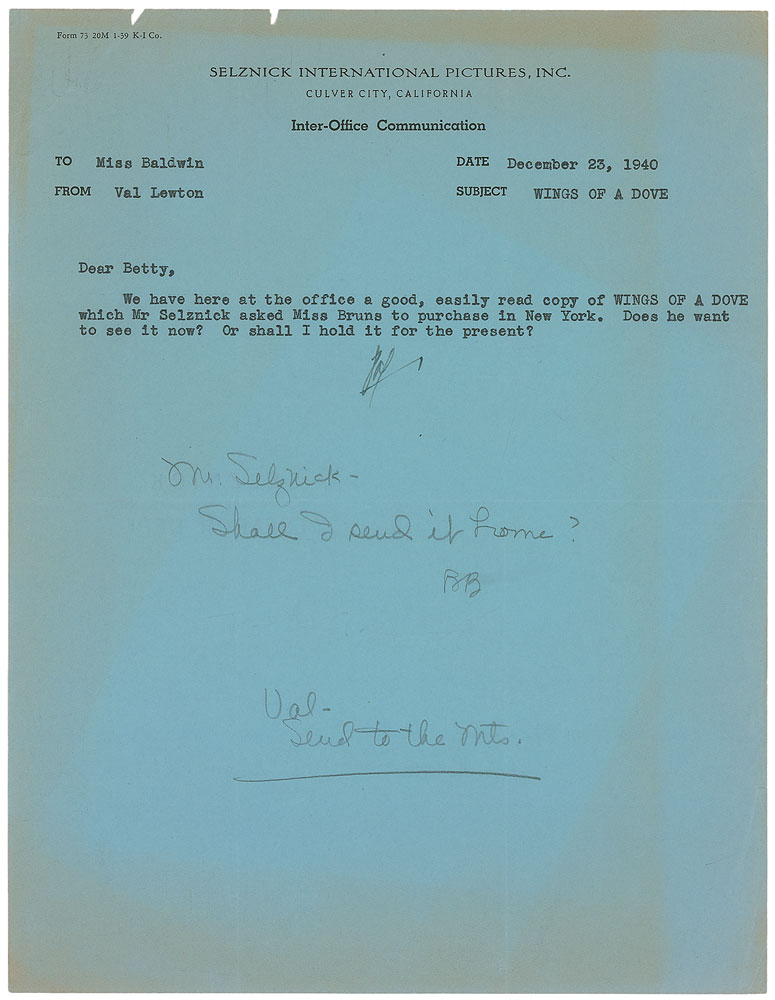 Form 73 20M 1-39 K-I Co.
SELZNICK INTERNATIONAL PICTURES, INC.
CULVER CITY, CALIFORNIA
Inter-Office Communication
TO Miss Baldwin DATE December 23, 1940
FROM Val Lewton SUBJECT WINGS OF A DOVE
Dear Betty,
We have here at the office a good, easily read copy of WINGS OF A DOVE
which Mr Selznick asked Miss Bruns to purchase in New York. Does he want
to see it now? Or shall I hold it for the present?
Mr. Selznick -
Shall I send it home?
BB
Val -
Send to the Mts.